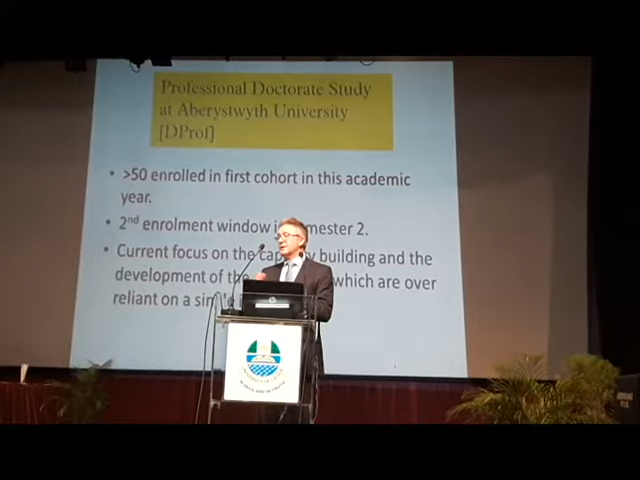 Professional Doctorate Study
at Aberystwyth University
[DProf]
• >50 enrolled in first cohort in this academic
year.
• 2nd enrolment window semester 2.
• Current focus on the building and the
development of the which are over
reliant on a